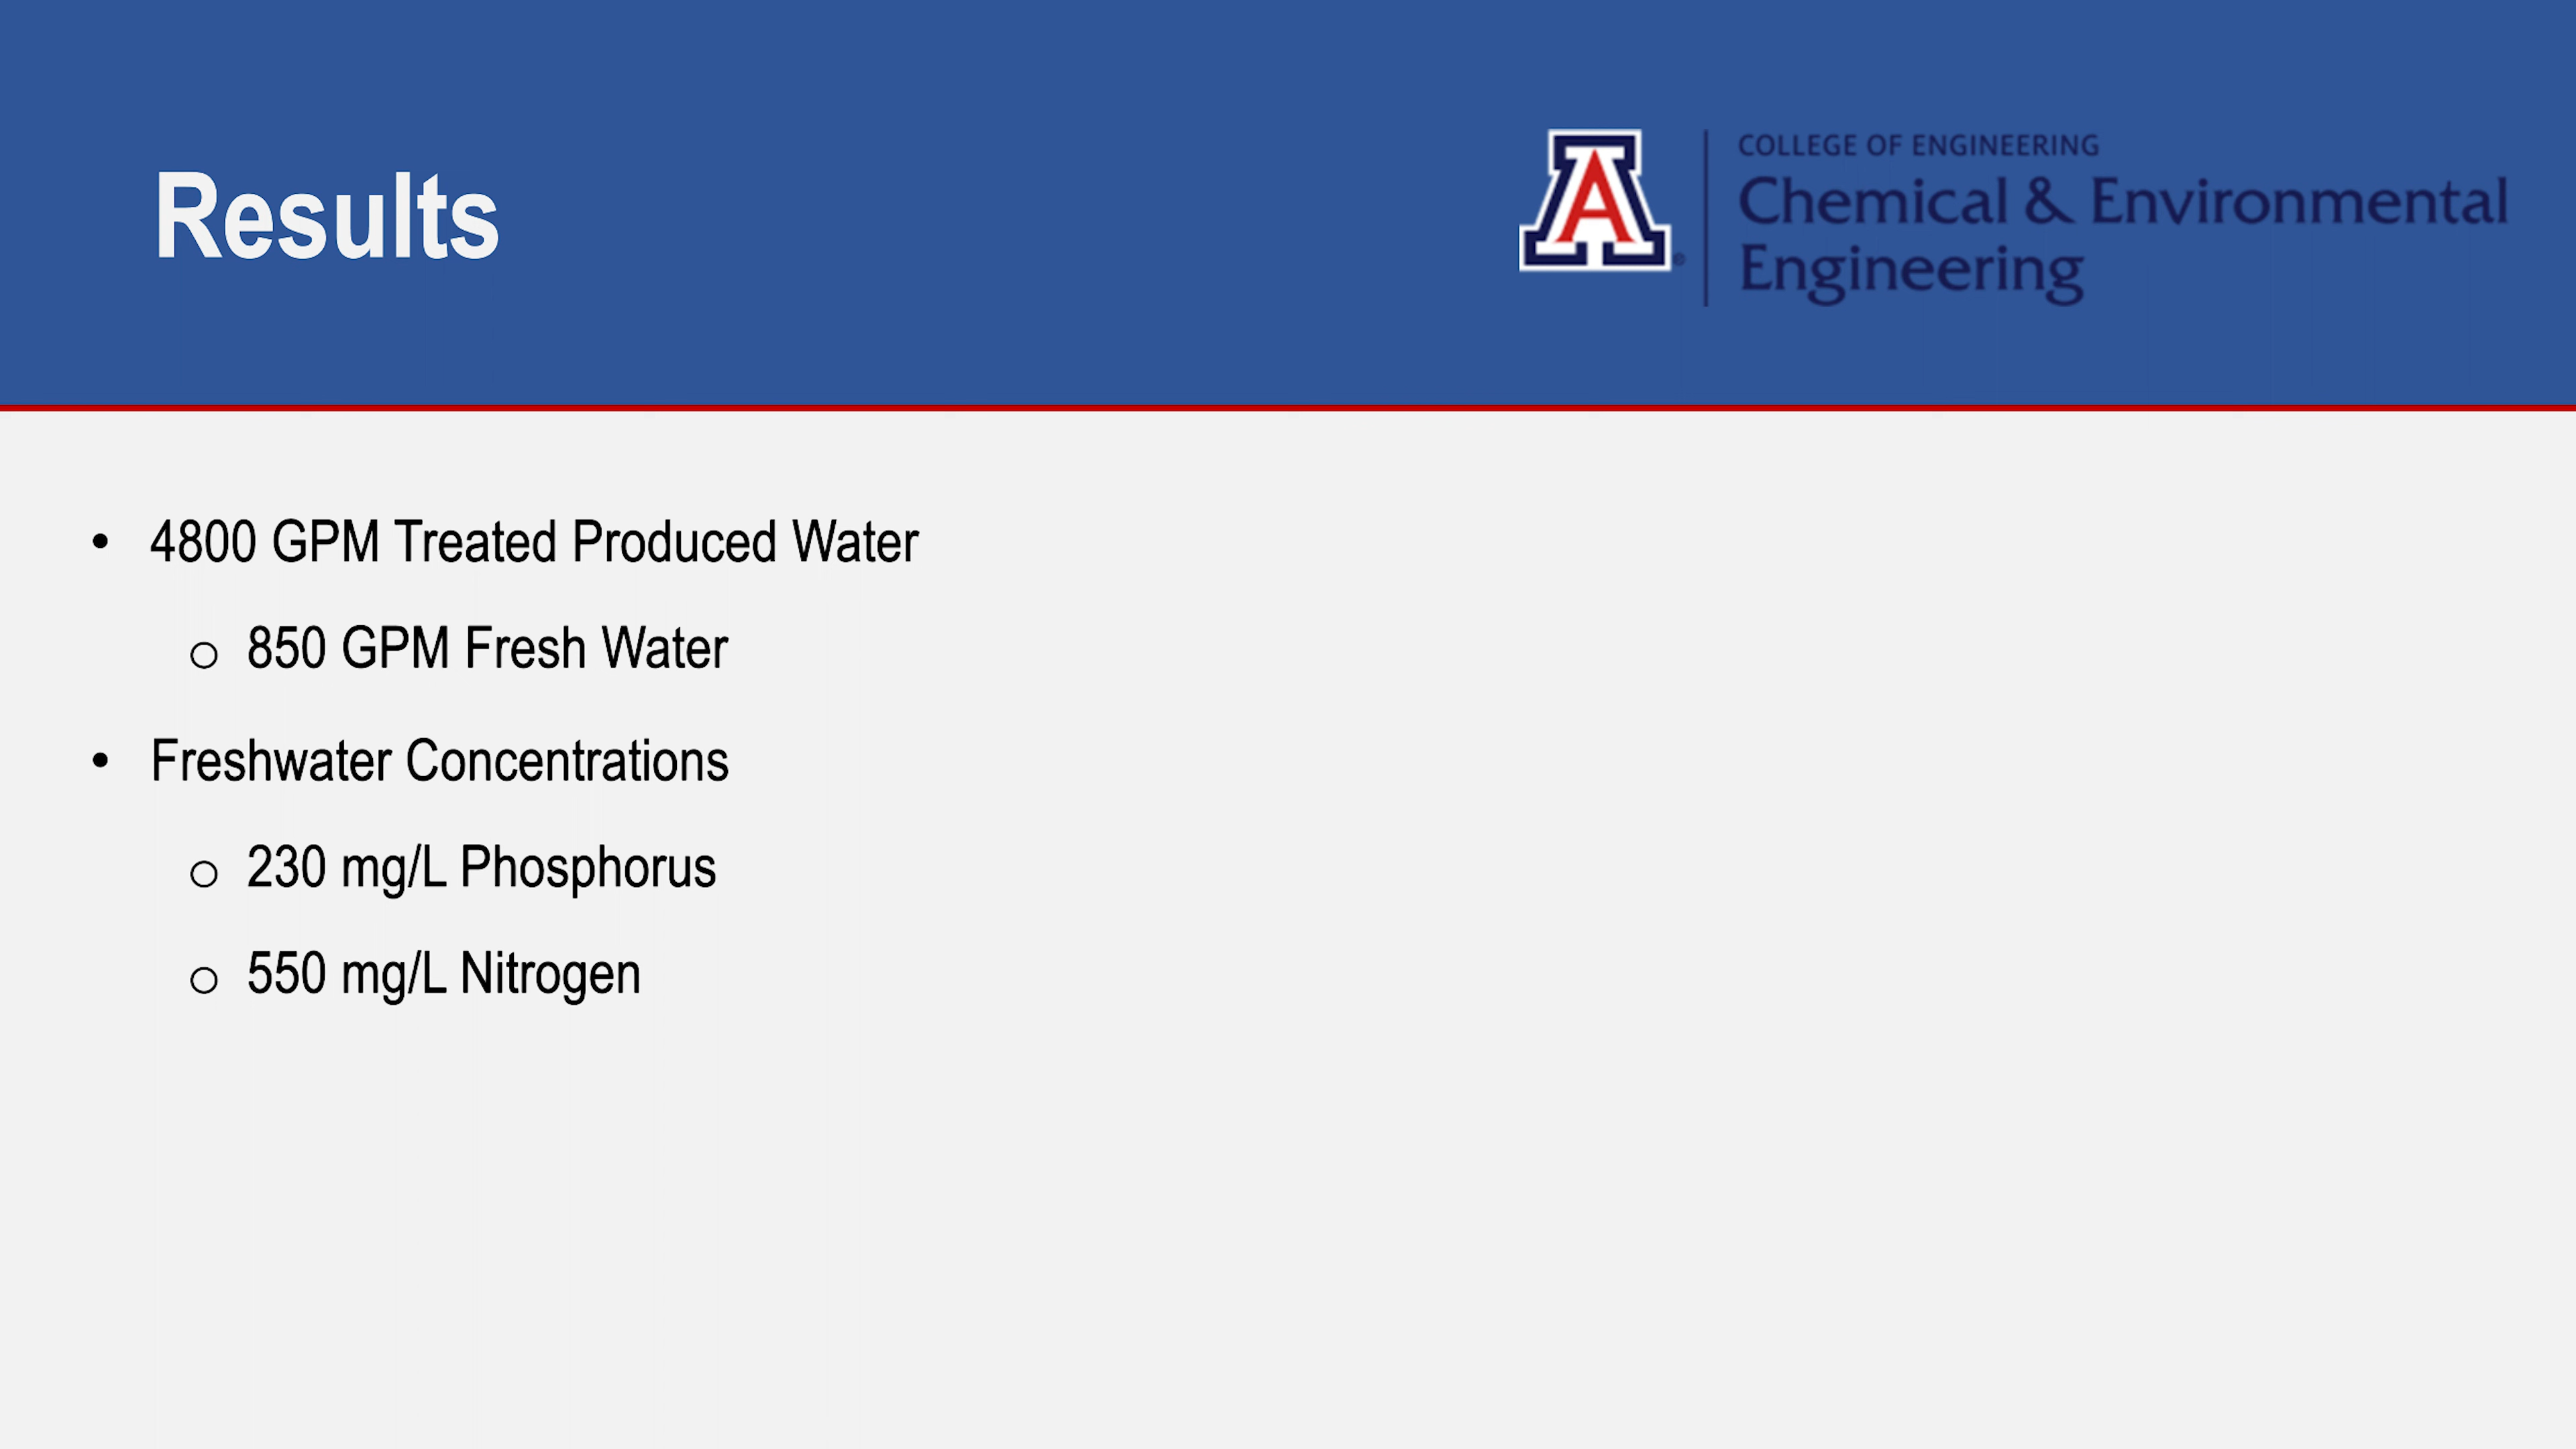 Results
A
COLLEGE OF ENGINEERING
Chemical & Environmental
Engineering
• 4800 GPM Treated Produced Water
o 850 GPM Fresh Water
• Freshwater Concentrations
o 230 mg/L Phosphorus
o 550 mg/L Nitrogen